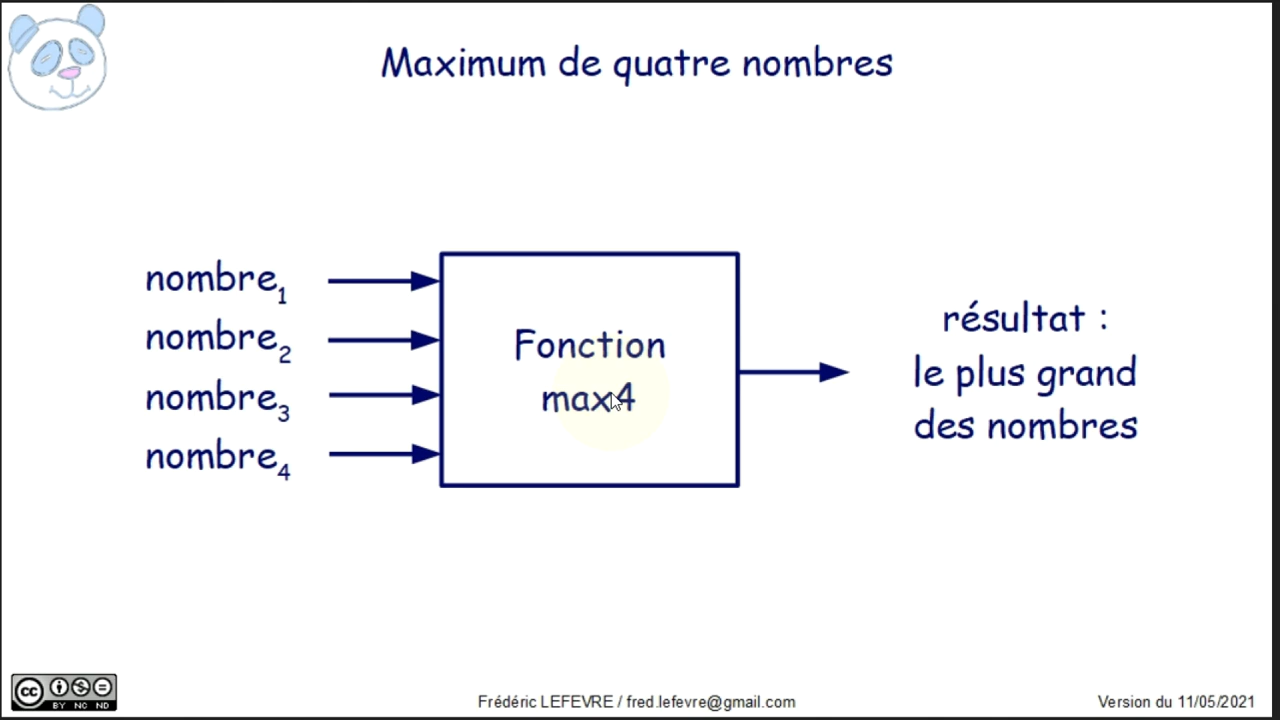 Maximum de quatre nombres
nombre1
nombre2
nombre3
nombre4
Fonction
max4
résultat :
le plus grand
des nombres
cc
BY NC ND
Frédéric LEFEVRE / fred.lefevre@gmail.com
Version du 11/05/2021